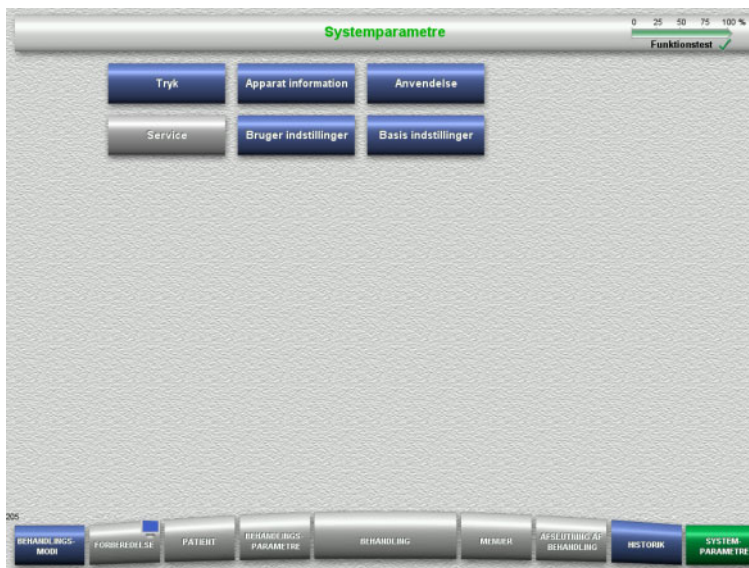 Systemparametre
0 25 50 75 100 %
Funktionstest
Tryk
Apparat information
Anvendelse
Service
Bruger indstillinger
Basis indstillinger
205
BEHANDLINGS-
MODI
FORBEREDELSE
PATIENT
BEHANDLINGS-
PARAMETRE
BEHANDLING
MENUER
AFSLUTNING AF
BEHANDLING
HISTORIK
SYSTEM-
PARAMETRE